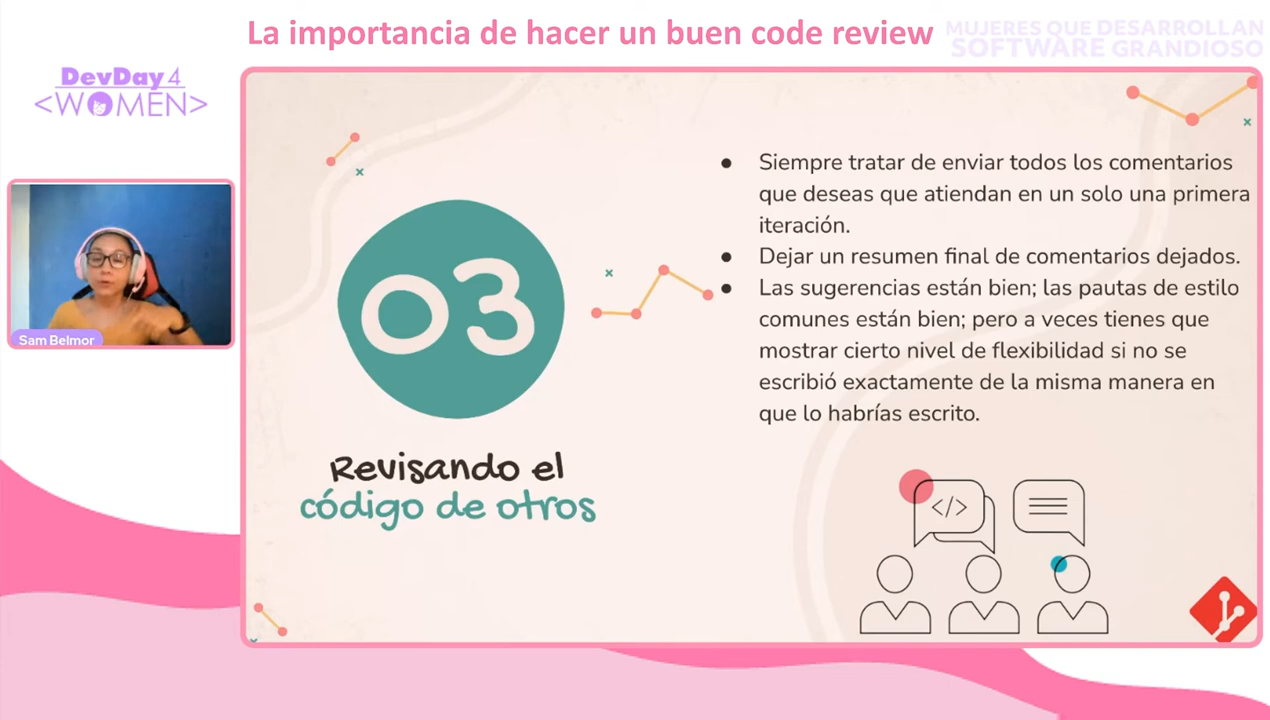 La importancia de hacer un buen code review
MUJERES QUE DESARROLLAN
SOFTWARE GRANDIOSO
DevDay4
<WOMEN>
Sam Belmor
03
Revisando el
código de otros
● Siempre tratar de enviar todos los comentarios
que deseas que atiendan en un solo una primera
iteración.
● Dejar un resumen final de comentarios dejados.
● Las sugerencias están bien; las pautas de estilo
comunes están bien; pero a veces tienes que
mostrar cierto nivel de flexibilidad si no se
escribió exactamente de la misma manera en
que lo habrías escrito.
</>